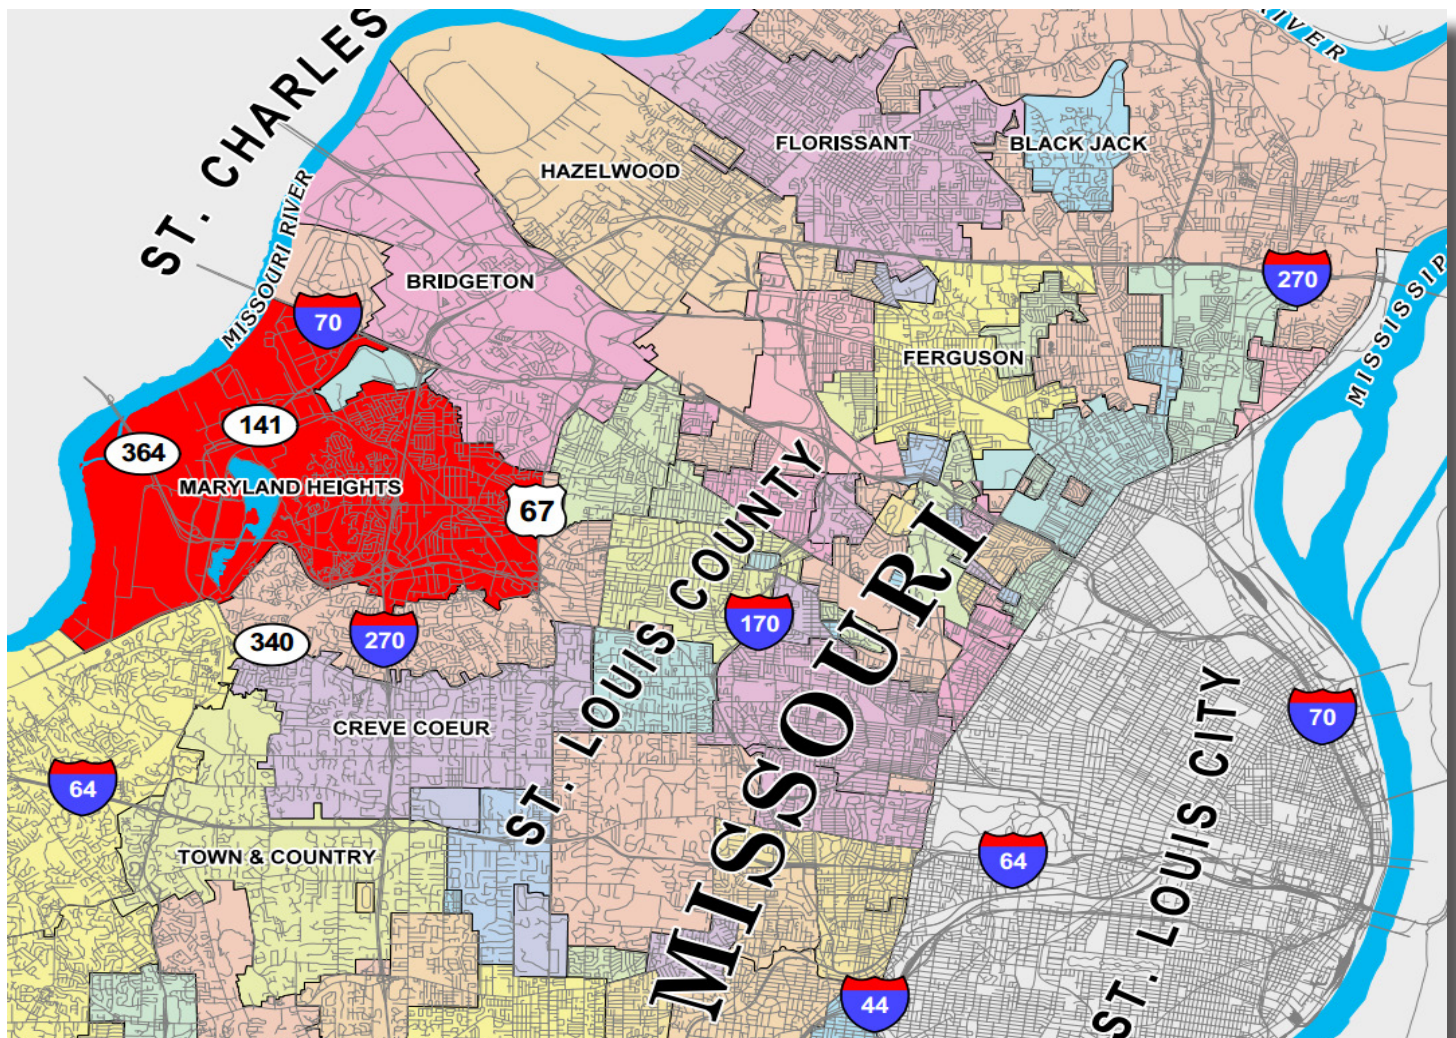 RIVER
ST. CHARLES
FLORISSANT
BLACK JACK
HAZELWOOD
MISSOURI RIVER
BRIDGETON
270
MISSISSIP
70
FERGUSON
141
364
MARYLAND HEIGHTS
67
ST. LOUIS COUNTY
MISSOURI
170
340
270
CREVE COEUR
ST. LOUIS CITY
70
64
TOWN & COUNTRY
64
44